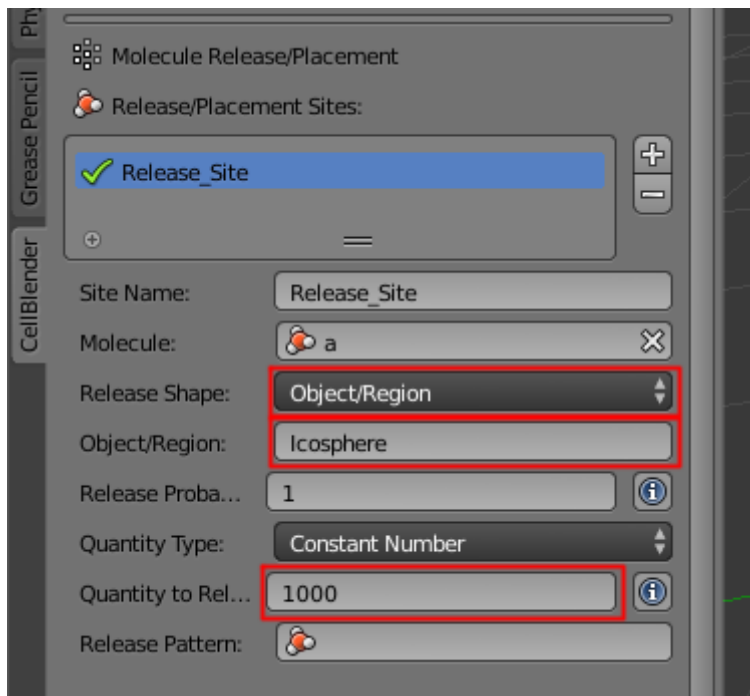 Phy
Grease Pencil
CellBlender
Molecule Release/Placement
Release/Placement Sites:
Release_Site
Site Name: Release_Site
Molecule: a
Release Shape: Object/Region
Object/Region: Icosphere
Release Proba... 1
Quantity Type: Constant Number
Quantity to Rel... 1000
Release Pattern: